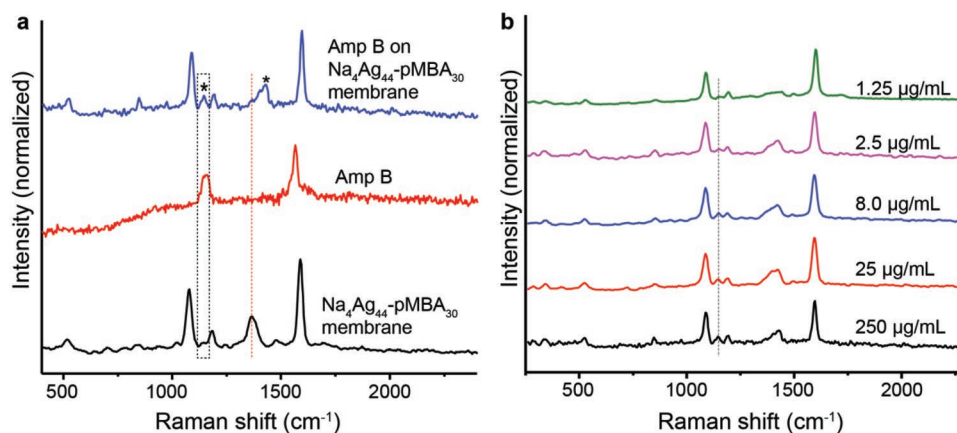 a
Intensity (normalized)
Amp B on
Na₄Ag₄₄-pMBA₃₀
membrane
*
*
Amp B
Na₄Ag₄₄-pMBA₃₀
membrane
500 1000 1500 2000
Raman shift (cm⁻¹)
b
Intensity (normalized)
1.25 µg/mL
2.5 µg/mL
8.0 µg/mL
25 µg/mL
250 µg/mL
500 1000 1500 2000
Raman shift (cm⁻¹)